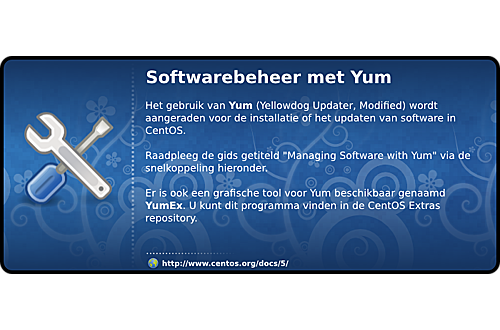 Softwarebeheer met Yum
Het gebruik van Yum (Yellowdog Updater, Modified) wordt
aangeraden voor de installatie of het updaten van software in
CentOS.
Raadpleeg de gids getiteld "Managing Software with Yum" via de
snelkoppeling hieronder.
Er is ook een grafische tool voor Yum beschikbaar genaamd
YumEx. U kunt dit programma vinden in de CentOS Extras
repository.
http://www.centos.org/docs/5/